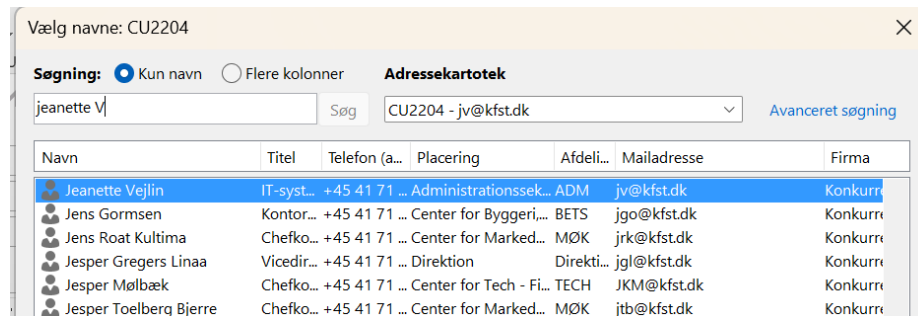 Vælg navne: CU2204
Søgning: Kun navn Flere kolonner Adressekartotek
jeanette V Søg CU2204 - jv@kfst.dk Avanceret søgning
Navn Titel Telefon (a... Placering Afdeli... Mailadresse Firma
Jeanette Vejlin IT-syst... +45 41 71 ... Administrationssek... ADM jv@kfst.dk Konkurre
Jens Gormsen Kontor... +45 41 71 ... Center for Byggeri,... BETS jgo@kfst.dk Konkurre
Jens Roat Kultima Chefko... +45 41 71 ... Center for Marked... MØK jrk@kfst.dk Konkurre
Jesper Gregers Linaa Vicedir... +45 41 71 ... Direktion Direkti... jgl@kfst.dk Konkurre
Jesper Mølbæk Chefko... +45 41 71 ... Center for Tech - Fi... TECH JKM@kfst.dk Konkurre
Jesper Toelberg Bjerre Chefko... +45 41 71 ... Center for Marked... MØK jtb@kfst.dk Konkurre